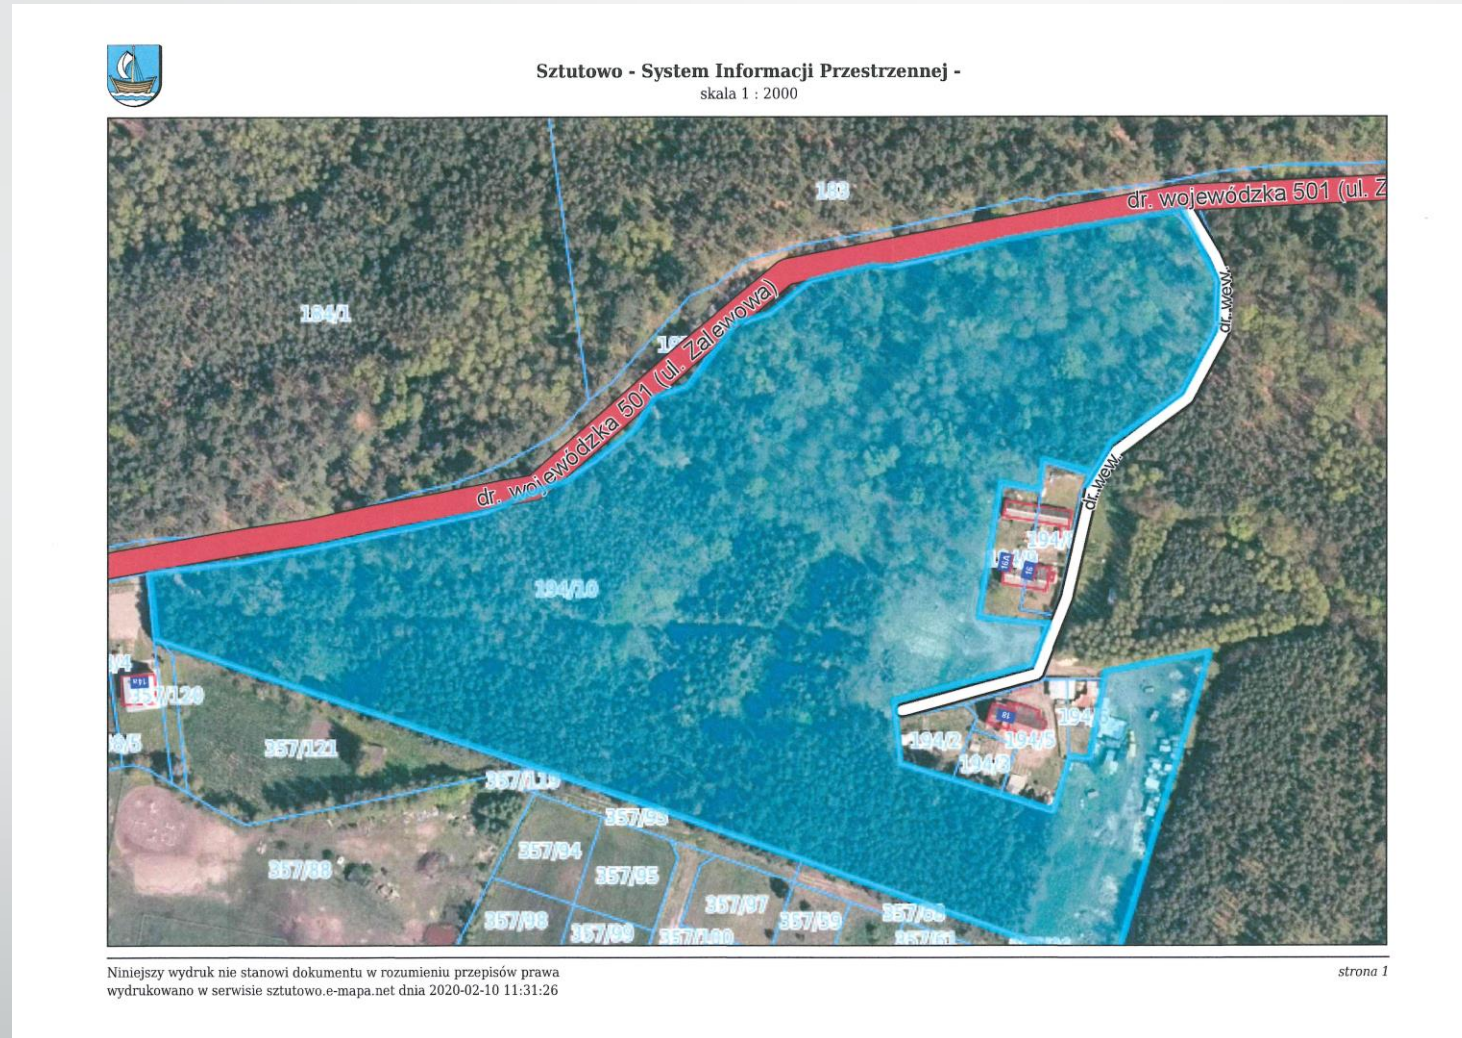 Sztutowo - System Informacji Przestrzennej -
skala 1 : 2000
183
dr. wojewódzka 501 (ul. Z
184/1
dr. wew.
dr. wojewódzka 501 (ul. Zalewowa)
dr. wew.
194/10
357/120
14a
357/121
18
194/2
194/5
194/3
357/93
357/94
357/95
357/88
357/97
357/98
357/99
357/100
357/59
Niniejszy wydruk nie stanowi dokumentu w rozumieniu przepisów prawa
wydrukowano w serwisie sztutowo.e-mapa.net dnia 2020-02-10 11:31:26
strona 1